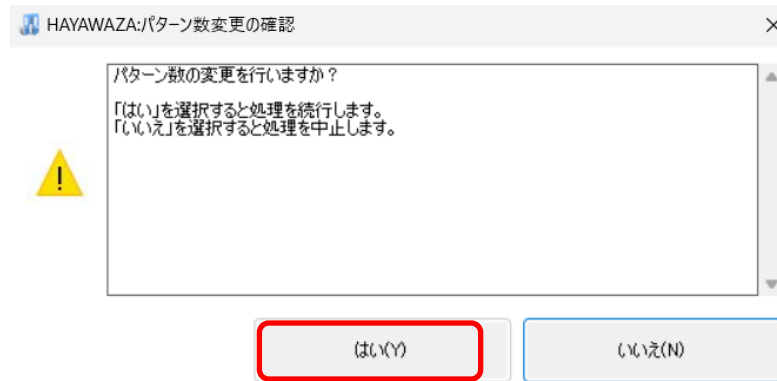 HAYAWAZA:パターン数変更の確認
パターン数の変更を行いますか？
「はい」を選択すると処理を続行します。
「いいえ」を選択すると処理を中止します。
はい(Y)
いいえ(N)